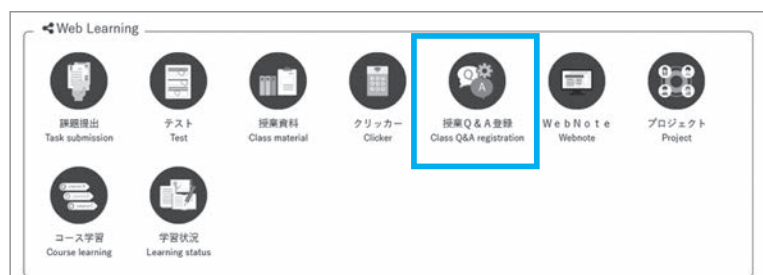 Web Learning
課題提出
Task submission
テスト
Test
授業資料
Class material
クリッカー
Clicker
Q
A
授業Q & A登録
Class Q&A registration
WebNote
Webnote
プロジェクト
Project
コース学習
Course learning
学習状況
Learning status